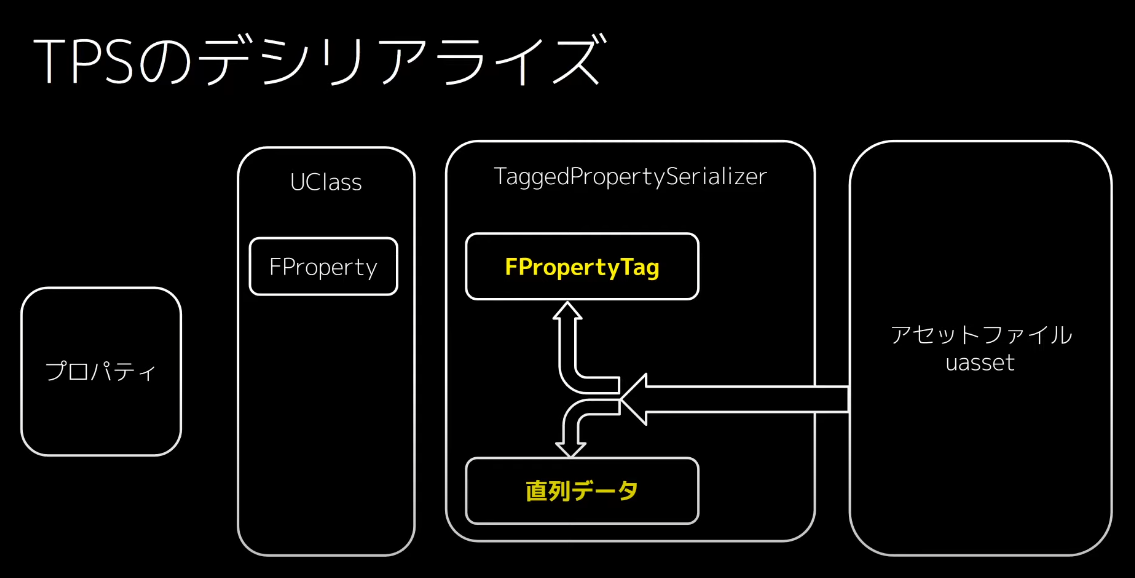 TPSのデシリアライズ
UClass
TaggedPropertySerializer
FProperty
FPropertyTag
プロパティ
アセットファイル
uasset
直列データ